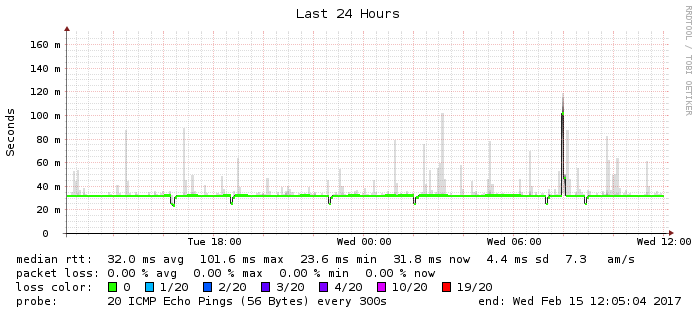 Last 24 Hours
RRDTOOL / TOBI OETIKER
Seconds
160 m
140 m
120 m
100 m
80 m
60 m
40 m
20 m
0
Tue 18:00 Wed 00:00 Wed 06:00 Wed 12:00
median rtt: 32.0 ms avg 101.6 ms max 23.6 ms min 31.8 ms now 4.4 ms sd 7.3 am/s
packet loss: 0.00 % avg 0.00 % max 0.00 % min 0.00 % now
loss color: 0 1/20 2/20 3/20 4/20 10/20 19/20
probe: 20 ICMP Echo Pings (56 Bytes) every 300s end: Wed Feb 15 12:05:04 2017